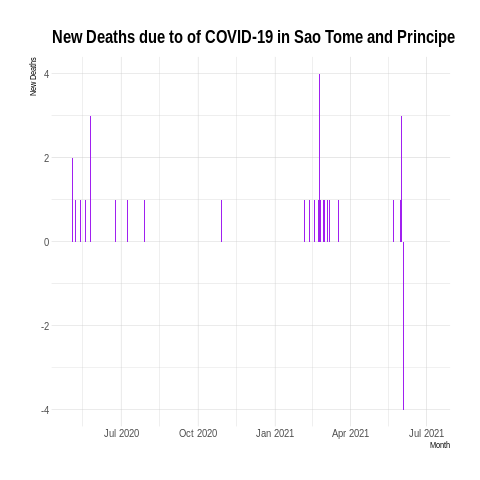 New Deaths due to of COVID-19 in Sao Tome and Principe
New Deaths
4
2
0
-2
-4
Jul 2020 Oct 2020 Jan 2021 Apr 2021 Jul 2021
Month